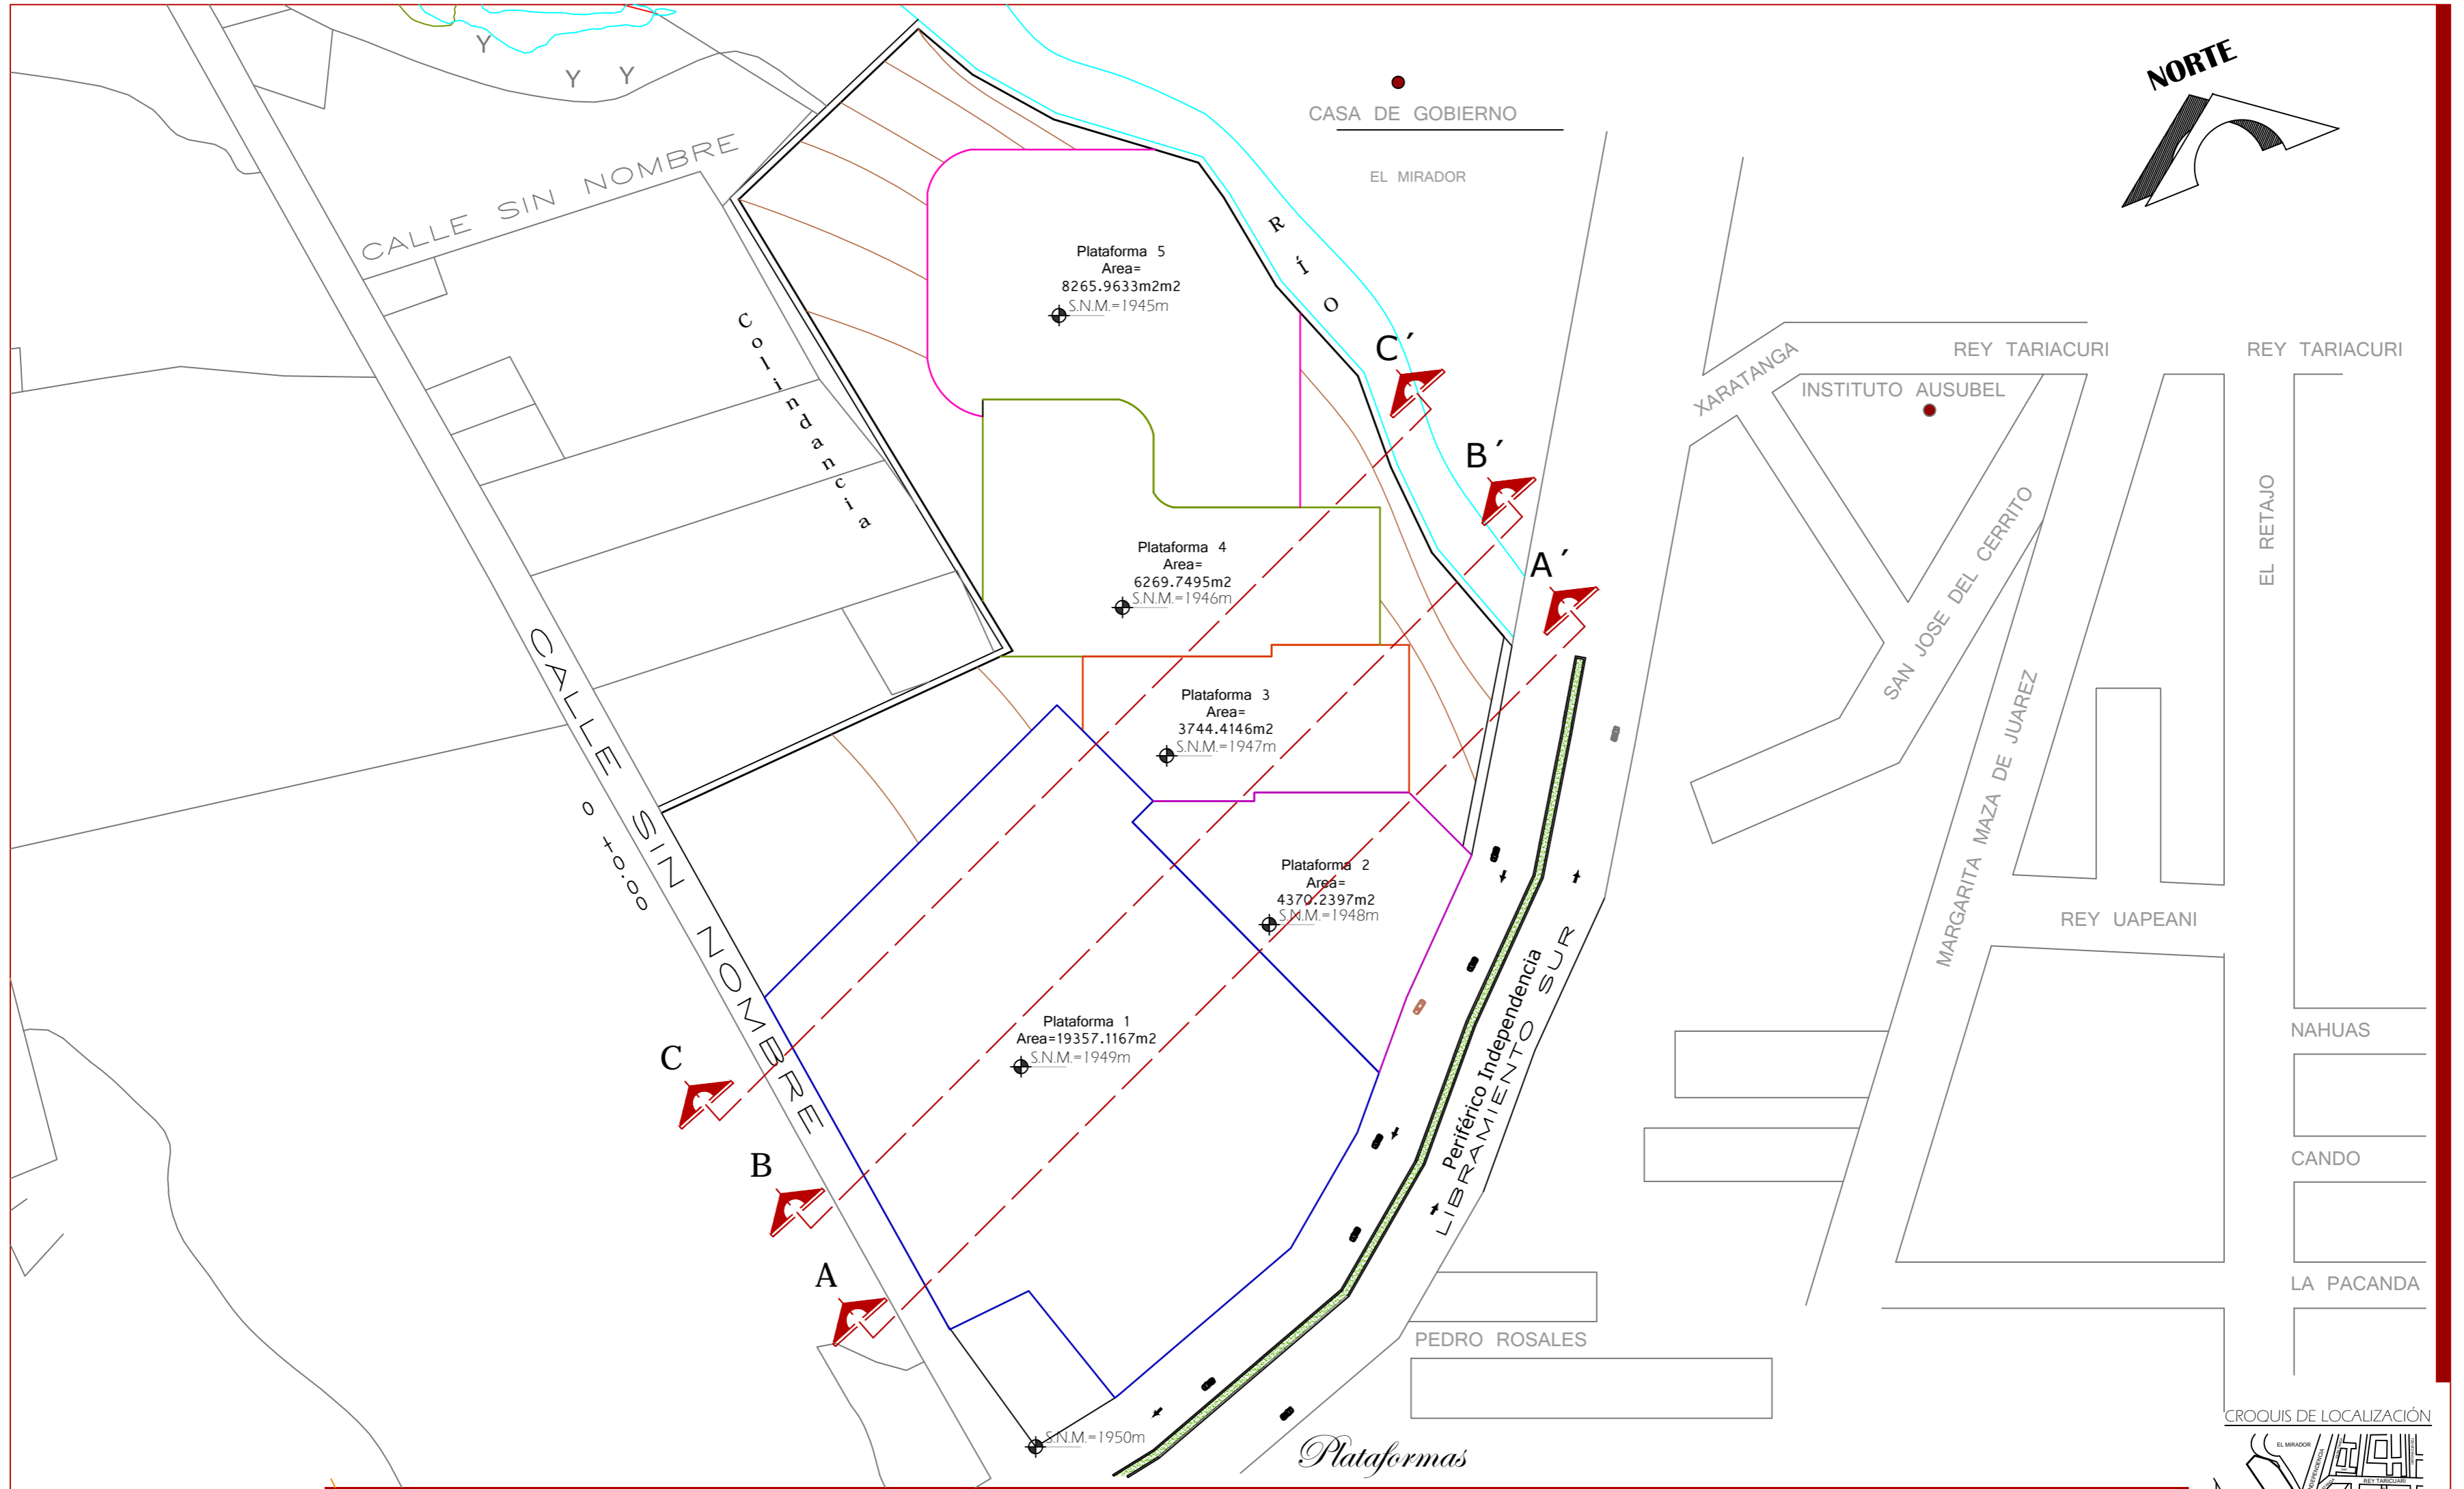 Y
Y Y
NORTE
CASA DE GOBIERNO
EL MIRADOR
CALLE SIN NOMBRE
RÍO
Plataforma 5
Area=
8265.9633m2m2
S.N.M.=1945m
Colindancia
C´
B´
A´
XARATANGA
REY TARIACURI
REY TARIACURI
INSTITUTO AUSUBEL
EL RETAJO
SAN JOSE DEL CERRITO
MARGARITA MAZA DE JUAREZ
Plataforma 4
Area=
6269.7495m2
S.N.M.=1946m
Plataforma 3
Area=
3744.4146m2
S.N.M.=1947m
CALLE SIN NOMBRE
0 +0.00
Plataforma 2
Area=
4370.2397m2
S.N.M.=1948m
REY UAPEANI
Plataforma 1
Area=19357.1167m2
S.N.M.=1949m
Periférico Independencia
LIBRAMIENTO SUR
C
B
A
NAHUAS
CANDO
LA PACANDA
PEDRO ROSALES
S.N.M.=1950m
Plataformas
CROQUIS DE LOCALIZACIÓN
EL MIRADOR
REY TARICUARI